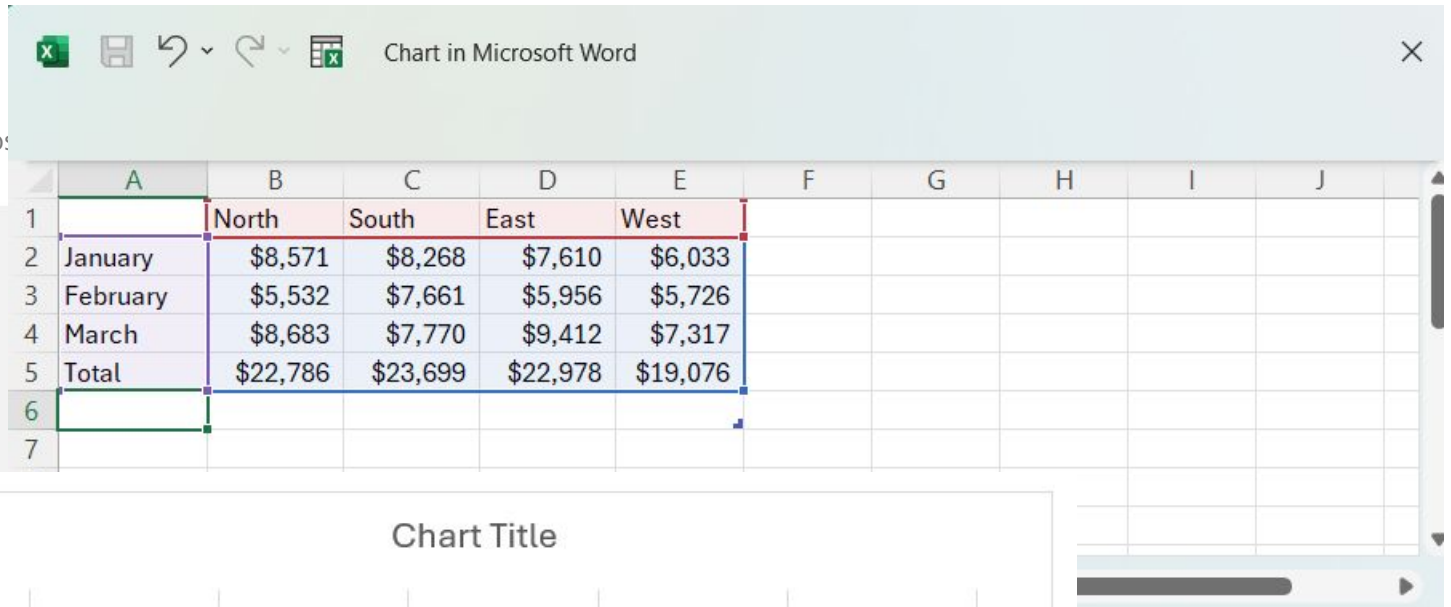 Chart in Microsoft Word
A B C D E F G H I J
1 North South East West
2 January $8,571 $8,268 $7,610 $6,033
3 February $5,532 $7,661 $5,956 $5,726
4 March $8,683 $7,770 $9,412 $7,317
5 Total $22,786 $23,699 $22,978 $19,076
6
7
Chart Title